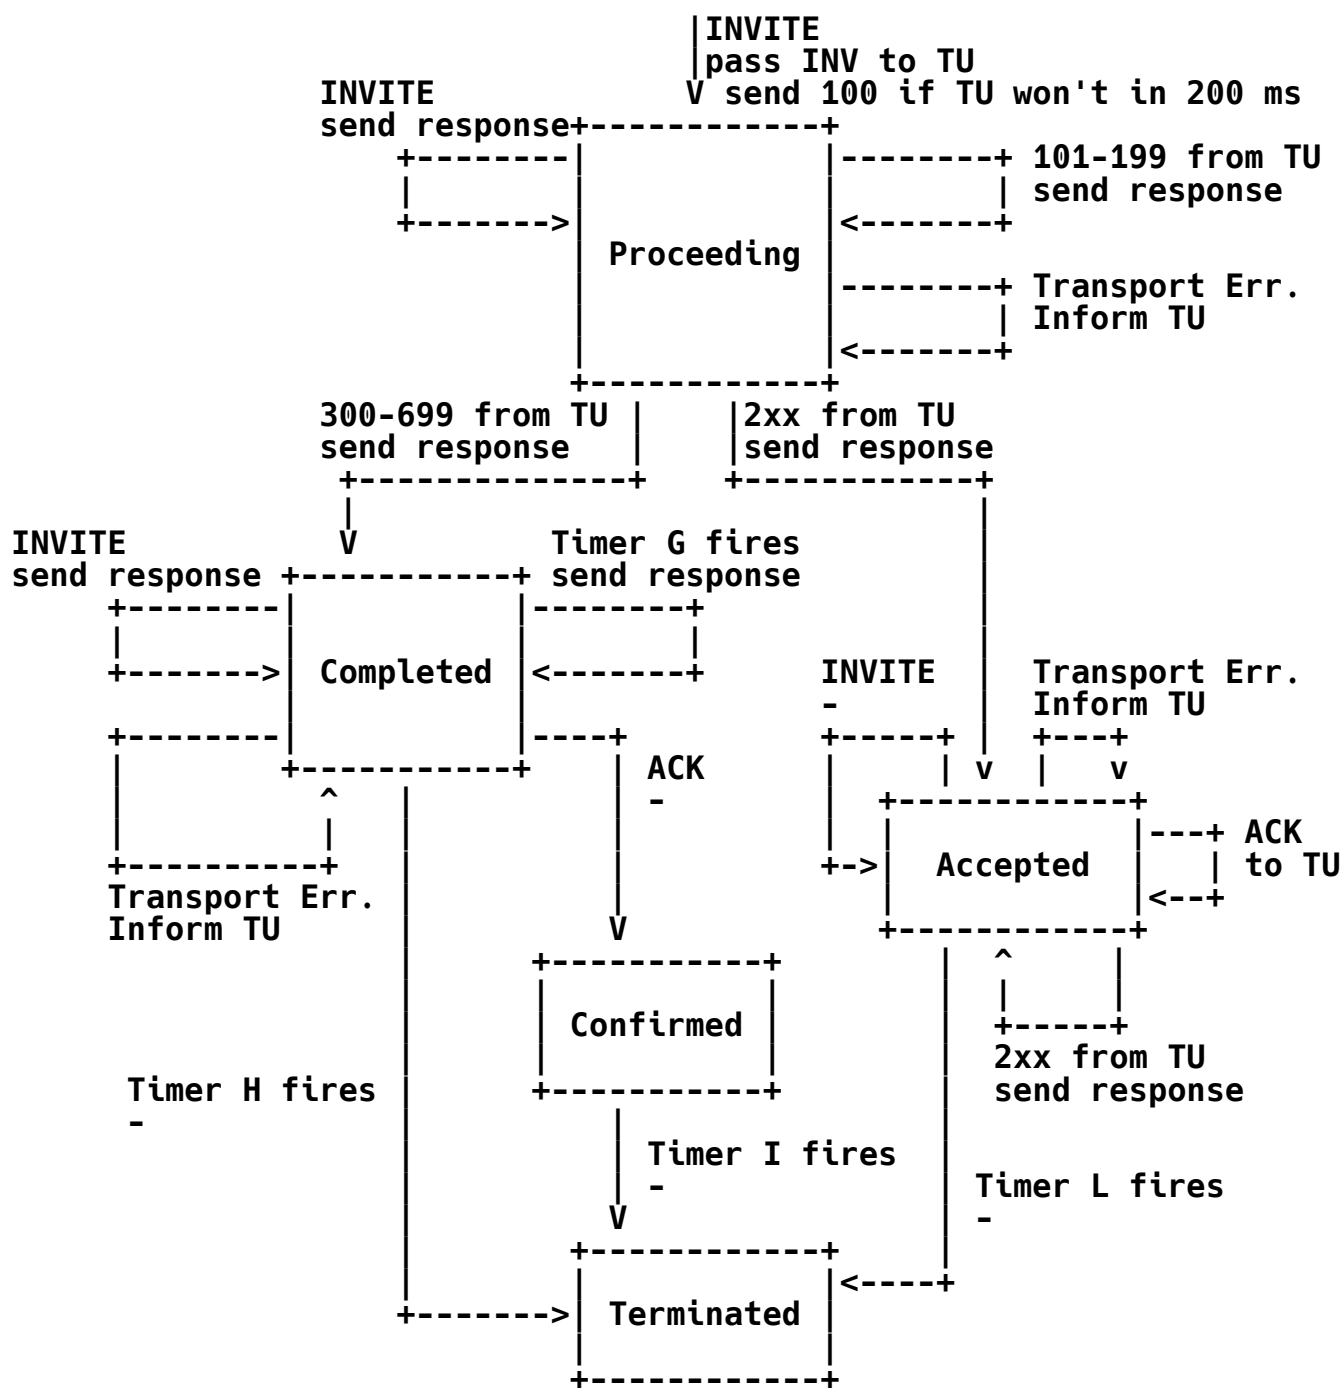 |INVITE
|pass INV to TU
INVITE V send 100 if TU won't in 200 ms
send response+------------+
+--------| |--------+ 101-199 from TU
| | | | send response
+------->| |<-------+
| Proceeding |
| |--------+ Transport Err.
| | | Inform TU
| |<-------+
+------------+
300-699 from TU | |2xx from TU
send response | |send response
+---------------+ +------------+
| |
INVITE V Timer G fires |
send response +-----------+ send response |
+--------| |--------+ |
| | | | |
+------->| Completed |<-------+ INVITE | Transport Err.
| | - | Inform TU
+--------| |----+ +-----+ | +---+
| +-----------+ | ACK | | v | v
| ^ | | - | +------------+
| | | | | | |---+ ACK
+----------+ | | +->| Accepted | | to TU
Transport Err. | | | |<--+
Inform TU | V +------------+
| +-----------+ | ^ |
| | | | | |
| | Confirmed | | +-----+
| | | | 2xx from TU
Timer H fires | +-----------+ | send response
- | | |
| | Timer I fires |
| | - | Timer L fires
| V | -
| +------------+ |
| | |<----+
+------->| Terminated |
| |
+------------+